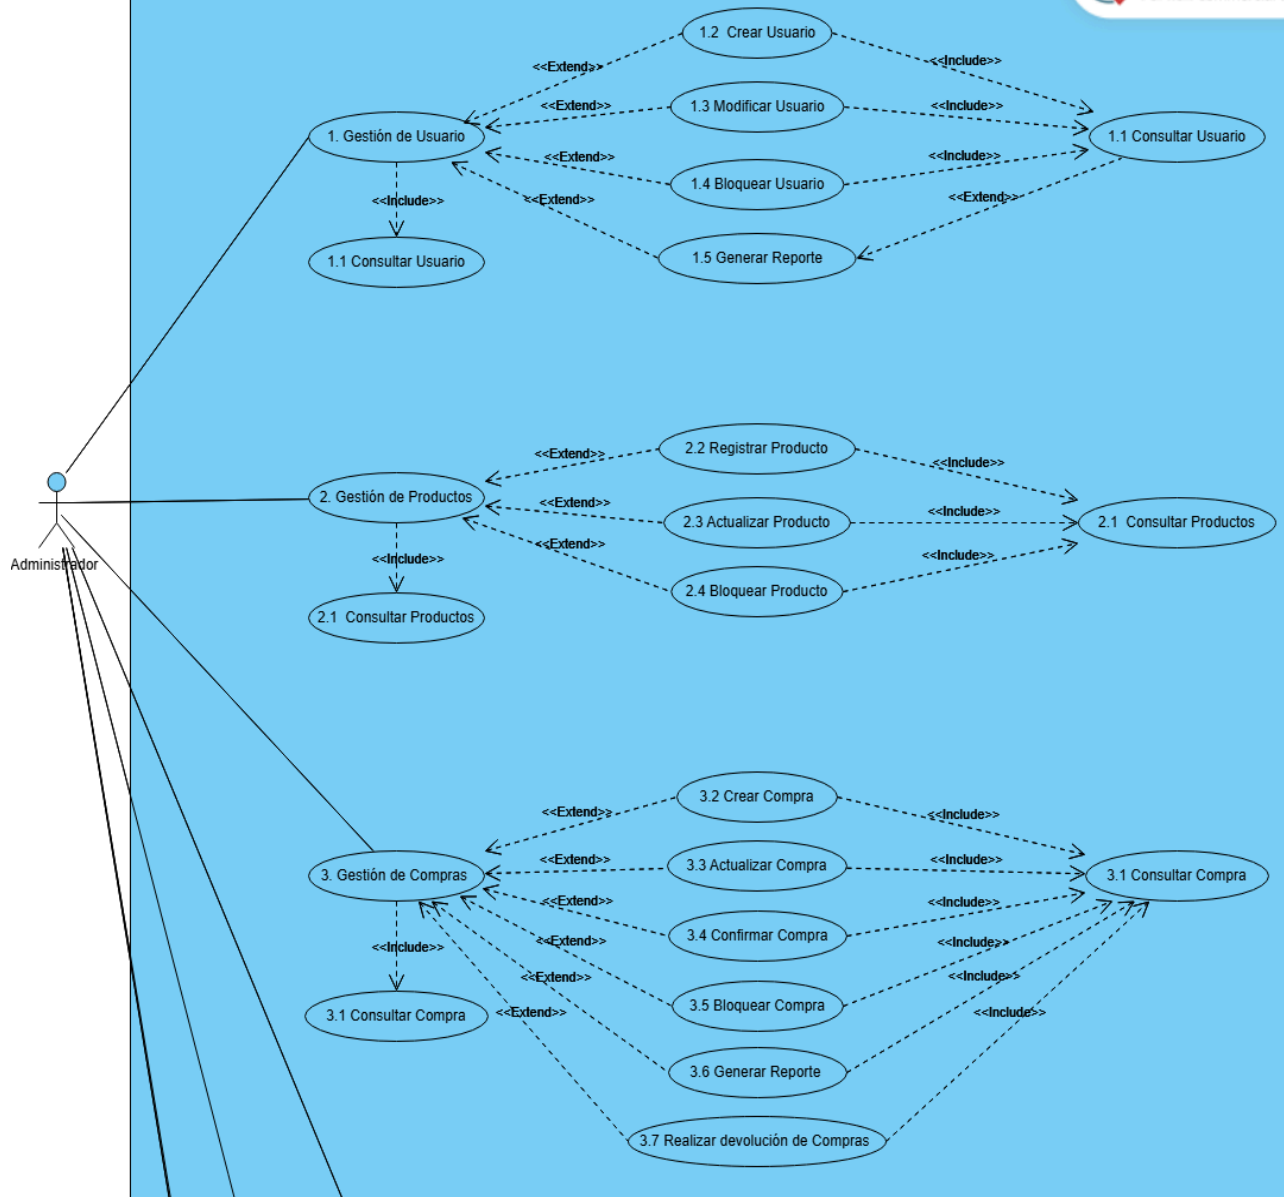 1.2 Crear Usuario
<<Extend>>
<<Include>>
1.3 Modificar Usuario
<<Extend>>
<<Include>>
1. Gestión de Usuario
1.1 Consultar Usuario
<<Extend>>
<<Include>>
1.4 Bloquear Usuario
<<Include>>
<<Extend>>
<<Extend>>
1.1 Consultar Usuario
1.5 Generar Reporte
2.2 Registrar Producto
<<Extend>>
<<Include>>
2. Gestión de Productos
<<Extend>>
<<Include>>
2.3 Actualizar Producto
2.1 Consultar Productos
<<Extend>>
<<Include>>
<<Include>>
Administrador
2.4 Bloquear Producto
2.1 Consultar Productos
3.2 Crear Compra
<<Extend>>
<<Include>>
<<Extend>>
<<Include>>
3.3 Actualizar Compra
3. Gestión de Compras
3.1 Consultar Compra
<<Extend>>
<<Include>>
3.4 Confirmar Compra
<<Include>>
<<Extend>>
<<Include>>
<<Extend>>
<<Include>>
3.5 Bloquear Compra
3.1 Consultar Compra
<<Extend>>
<<Include>>
3.6 Generar Reporte
3.7 Realizar devolución de Compras